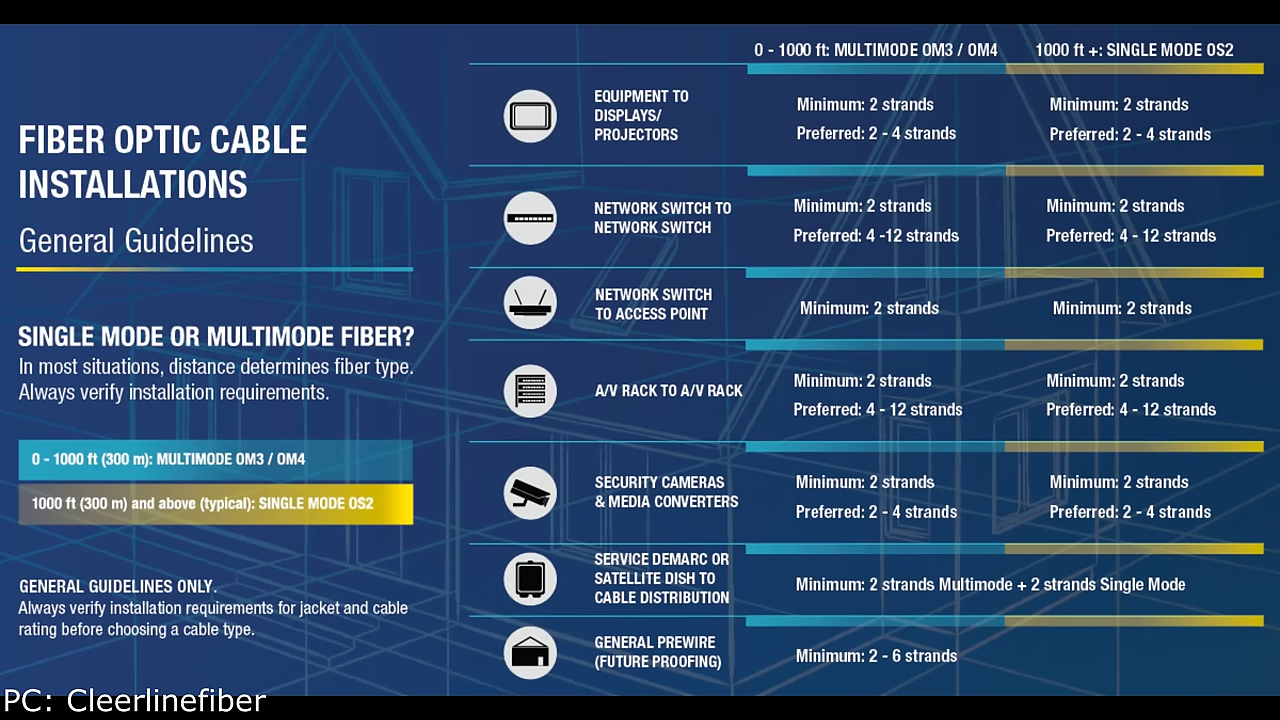 FIBER OPTIC CABLE
INSTALLATIONS
General Guidelines
SINGLE MODE OR MULTIMODE FIBER?
In most situations, distance determines fiber type.
Always verify installation requirements.
0 - 1000 ft (300 m): MULTIMODE OM3 / OM4
1000 ft (300 m) and above (typical): SINGLE MODE OS2
GENERAL GUIDELINES ONLY.
Always verify installation requirements for jacket and cable
rating before choosing a cable type.
0 - 1000 ft: MULTIMODE OM3 / OM4
1000 ft +: SINGLE MODE OS2
EQUIPMENT TO
DISPLAYS/
PROJECTORS
Minimum: 2 strands
Preferred: 2 - 4 strands
Minimum: 2 strands
Preferred: 2 - 4 strands
NETWORK SWITCH TO
NETWORK SWITCH
Minimum: 2 strands
Preferred: 4 -12 strands
Minimum: 2 strands
Preferred: 4 - 12 strands
NETWORK SWITCH
TO ACCESS POINT
Minimum: 2 strands
Minimum: 2 strands
A/V RACK TO A/V RACK
Minimum: 2 strands
Preferred: 4 - 12 strands
Minimum: 2 strands
Preferred: 4 - 12 strands
SECURITY CAMERAS
& MEDIA CONVERTERS
Minimum: 2 strands
Preferred: 2 - 4 strands
Minimum: 2 strands
Preferred: 2 - 4 strands
SERVICE DEMARC OR
SATELLITE DISH TO
CABLE DISTRIBUTION
Minimum: 2 strands Multimode + 2 strands Single Mode
GENERAL PREWIRE
(FUTURE PROOFING)
Minimum: 2 - 6 strands
PC: Cleerlinefiber